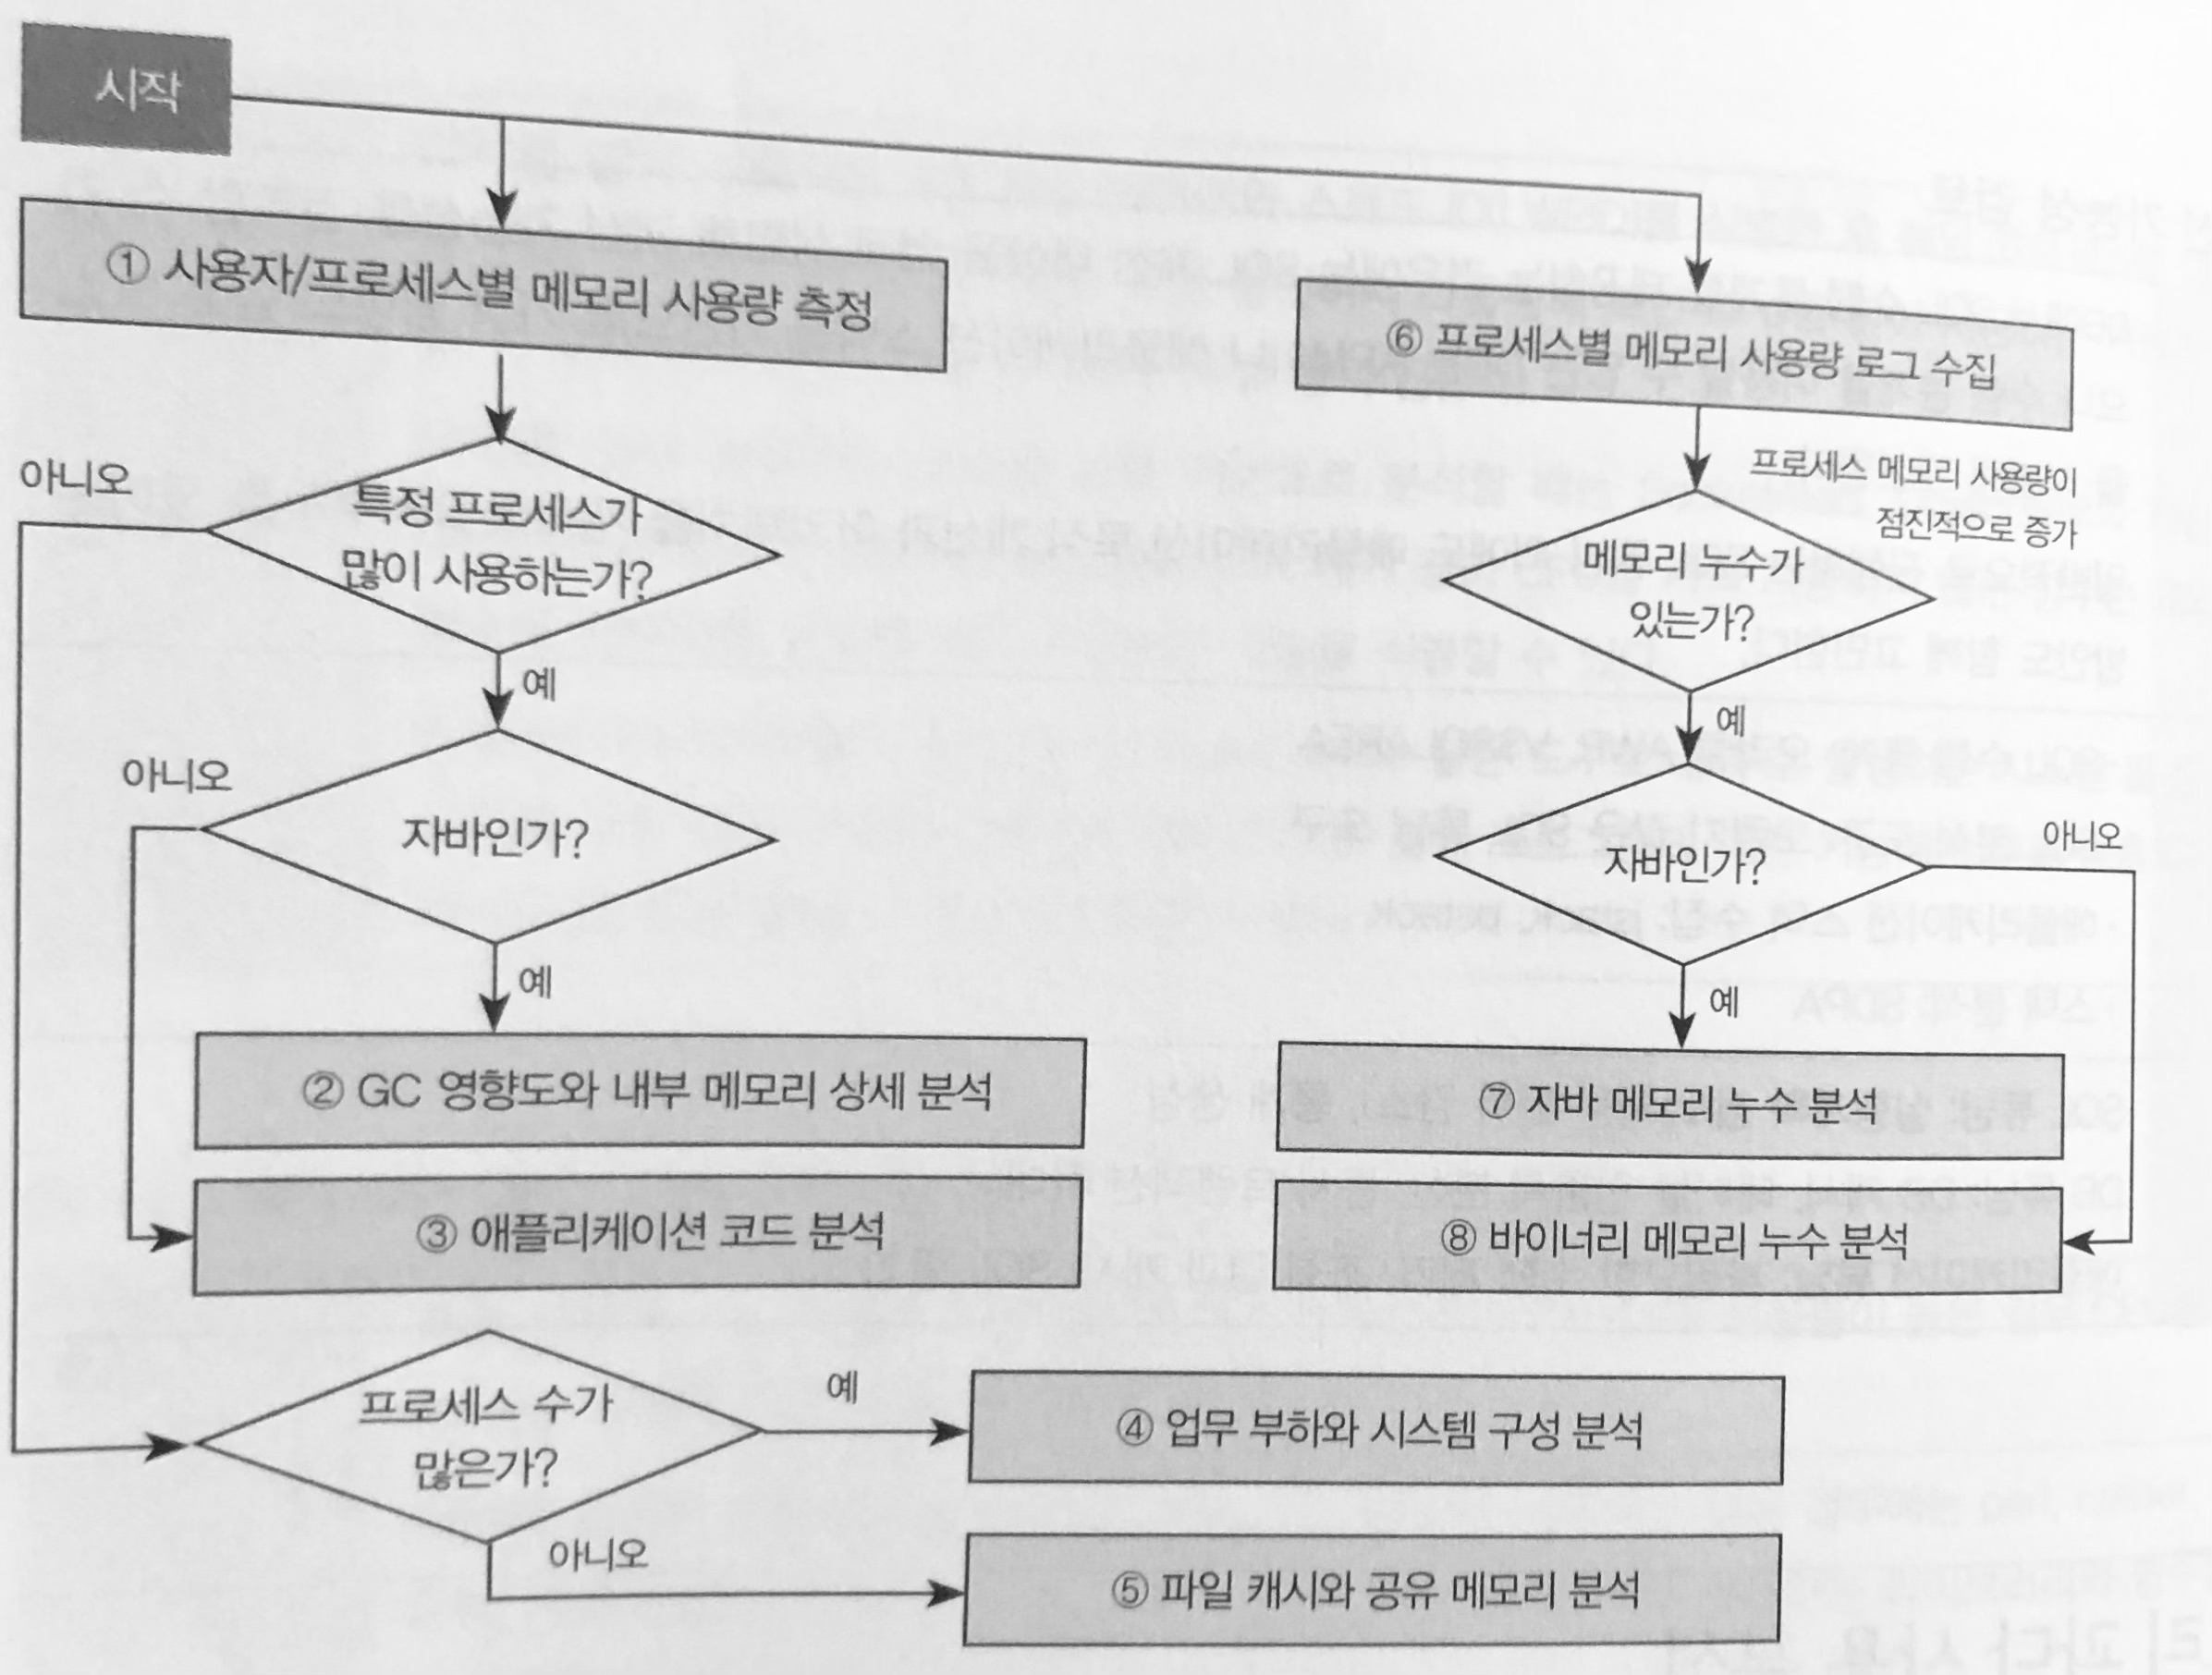 시작
① 사용자/프로세스별 메모리 사용량 측정
아니오
특정 프로세스가
많이 사용하는가?
예
아니오
자바인가?
예
② GC 영향도와 내부 메모리 상세 분석
③ 애플리케이션 코드 분석
프로세스 수가
많은가?
예
④ 업무 부하와 시스템 구성 분석
아니오
⑤ 파일 캐시와 공유 메모리 분석
⑥ 프로세스별 메모리 사용량 로그 수집
프로세스 메모리 사용량이
점진적으로 증가
메모리 누수가
있는가?
예
자바인가?
아니오
예
⑦ 자바 메모리 누수 분석
⑧ 바이너리 메모리 누수 분석